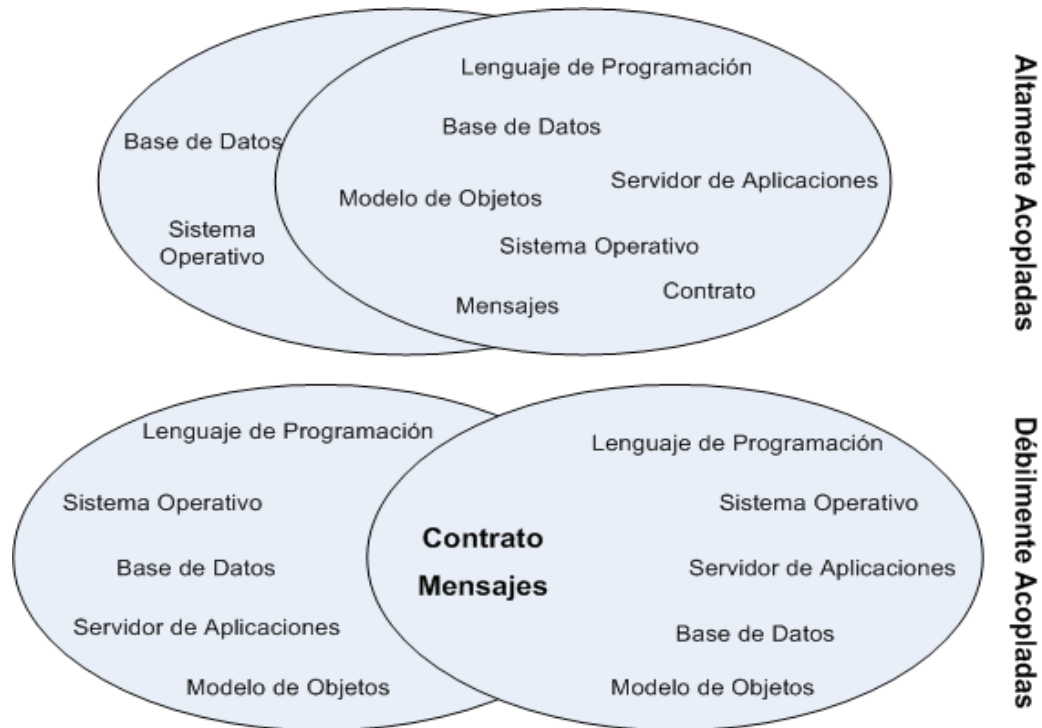 Lenguaje de Programación
Base de Datos
Base de Datos
Servidor de Aplicaciones
Modelo de Objetos
Sistema
Operativo
Sistema Operativo
Contrato
Mensajes
Altamente Acopladas
Lenguaje de Programación
Lenguaje de Programación
Sistema Operativo
Sistema Operativo
Contrato
Mensajes
Base de Datos
Servidor de Aplicaciones
Servidor de Aplicaciones
Base de Datos
Modelo de Objetos
Modelo de Objetos
Débilmente Acopladas